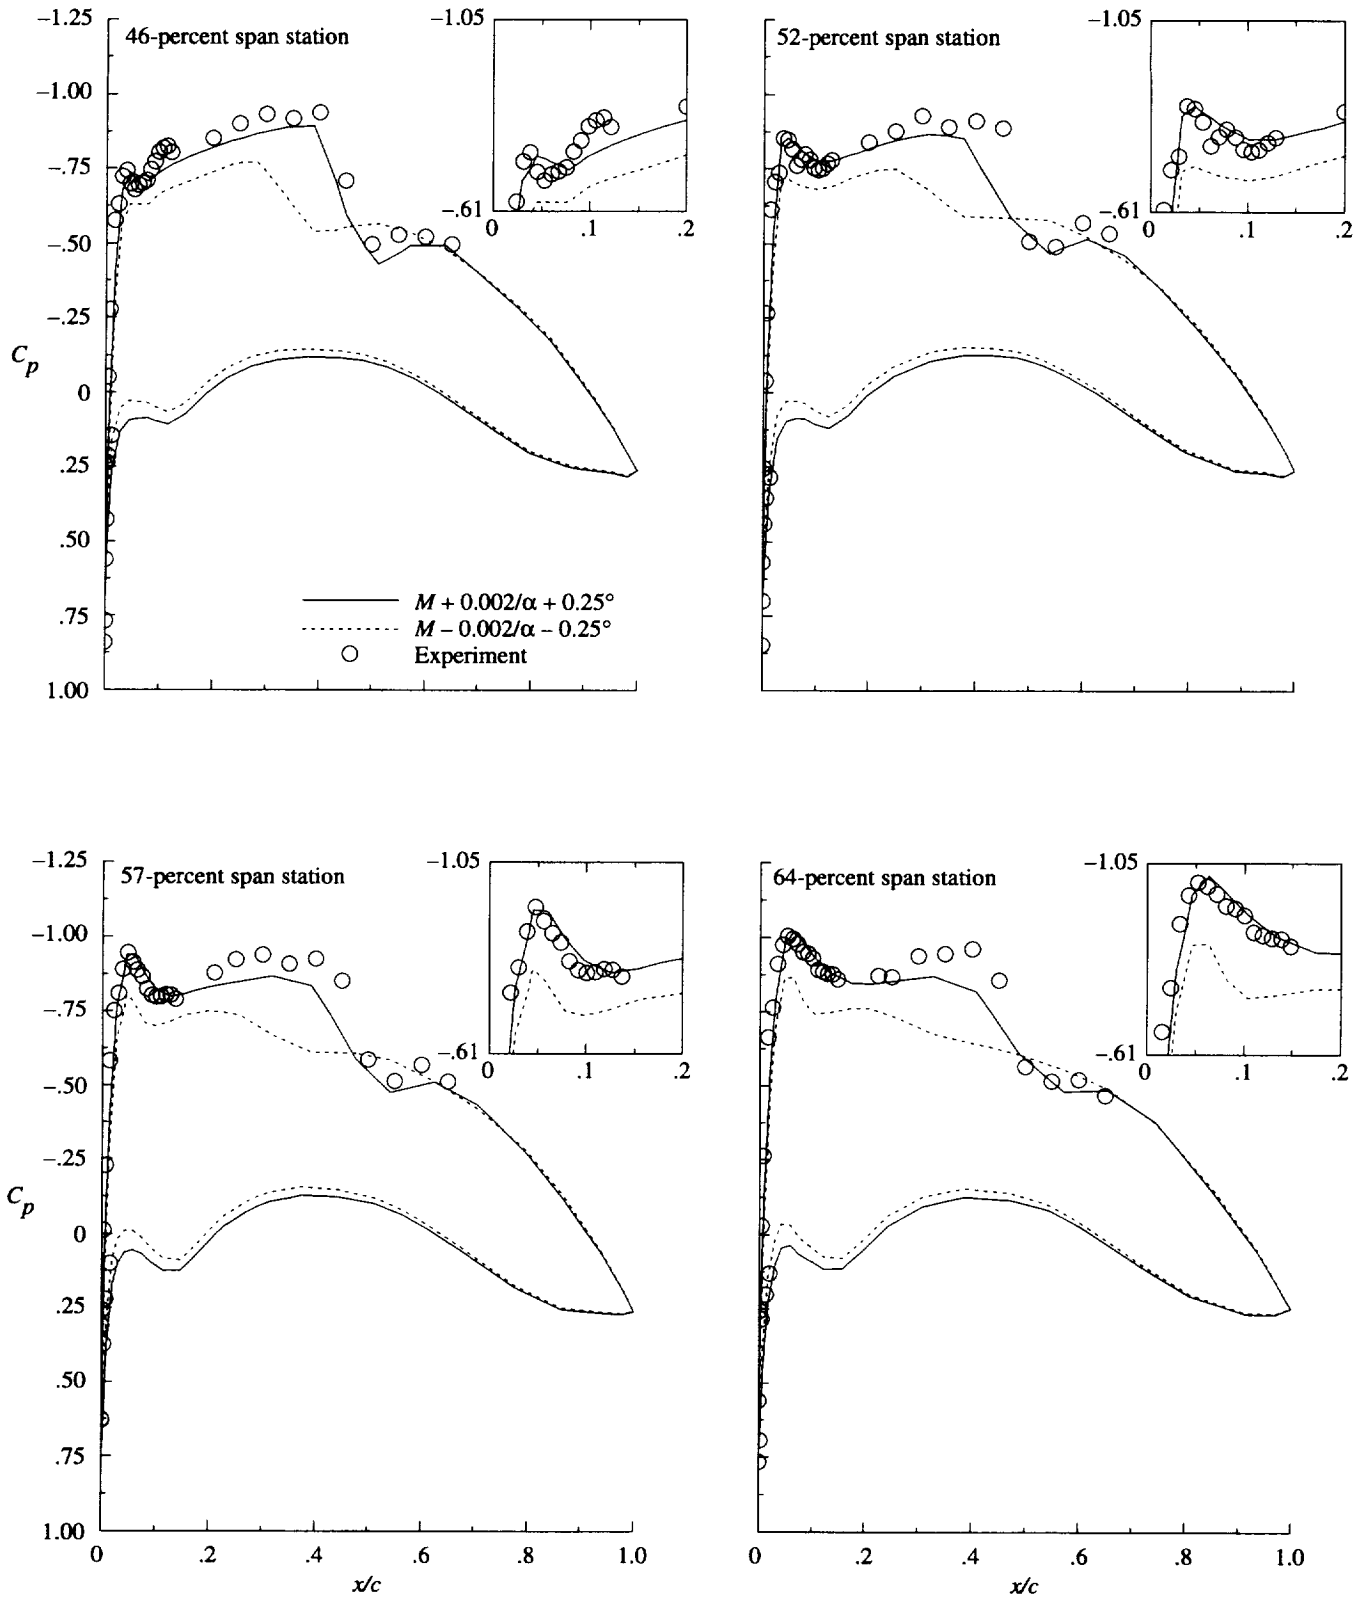 −1.25
46-percent span station
−1.00
−.75
−.50
−.25
0
.25
.50
.75
1.00
Cp
−1.05
−.61
0 .1 .2
M + 0.002/α + 0.25°
M − 0.002/α − 0.25°
Experiment
52-percent span station
−1.05
−.61
0 .1 .2
−1.25
57-percent span station
−1.00
−.75
−.50
−.25
0
.25
.50
.75
1.00
Cp
−1.05
−.61
0 .1 .2
0 .2 .4 .6 .8 1.0
x/c
64-percent span station
−1.05
−.61
0 .1 .2
0 .2 .4 .6 .8 1.0
x/c